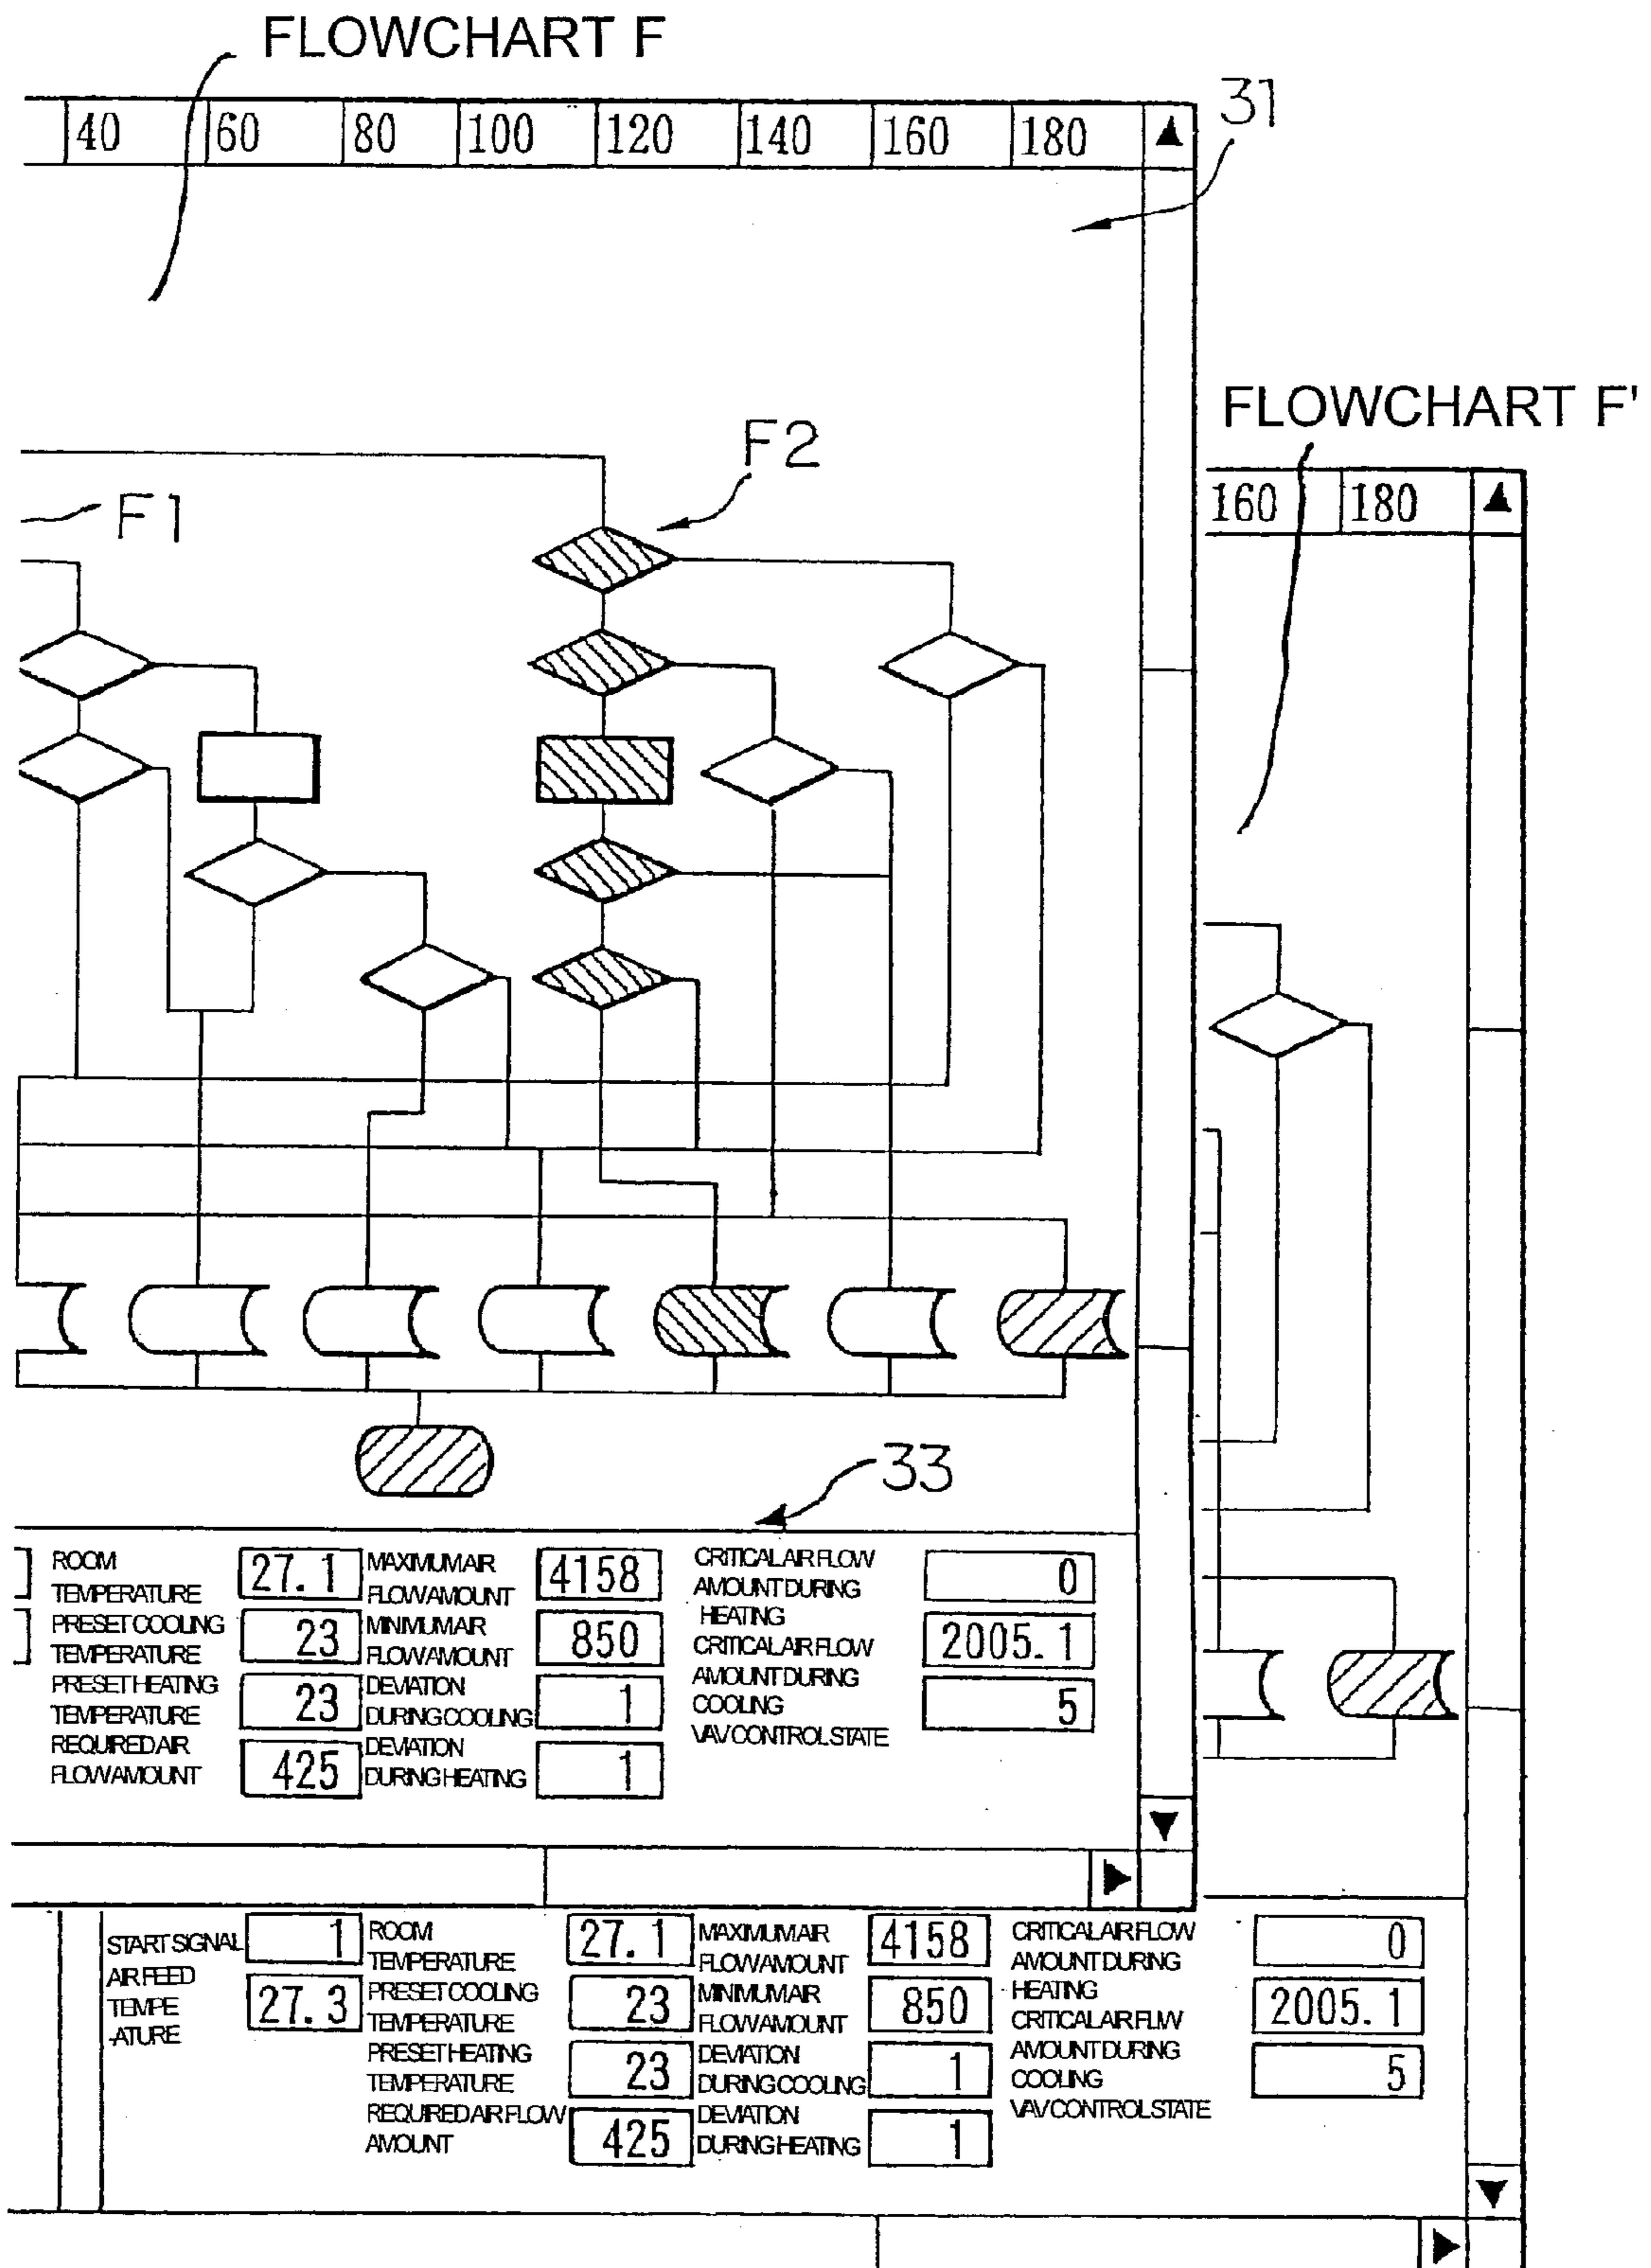 FLOWCHART F
31
40 60 80 100 120 140 160 180
FLOWCHART F'
F2
F1
160 180
33
ROOM TEMPERATURE 27.1
PRESET COOLING TEMPERATURE 23
PRESET HEATING TEMPERATURE 23
REQUIRED AIR FLOW AMOUNT 425
MAXIMUM AIR FLOW AMOUNT 4158
MINIMUM AIR FLOW AMOUNT 850
DEVIATION DURING COOLING 1
DEVIATION DURING HEATING 1
CRITICAL AIR FLOW AMOUNT DURING HEATING 0
CRITICAL AIR FLOW AMOUNT DURING COOLING 2005.1
VAV CONTROL STATE 5
START SIGNAL 1
AIR FEED TEMPE
-ATURE 27.3
ROOM TEMPERATURE 27.1
PRESET COOLING TEMPERATURE 23
PRESET HEATING TEMPERATURE 23
REQUIRED AIR FLOW AMOUNT 425
MAXIMUM AIR FLOW AMOUNT 4158
MINIMUM AIR FLOW AMOUNT 850
DEVIATION DURING COOLING 1
DEVIATION DURING HEATING 1
CRITICAL AIR FLOW AMOUNT DURING HEATING 0
CRITICAL AIR FLIW AMOUNT DURING COOLING 2005.1
VAV CONTROL STATE 5